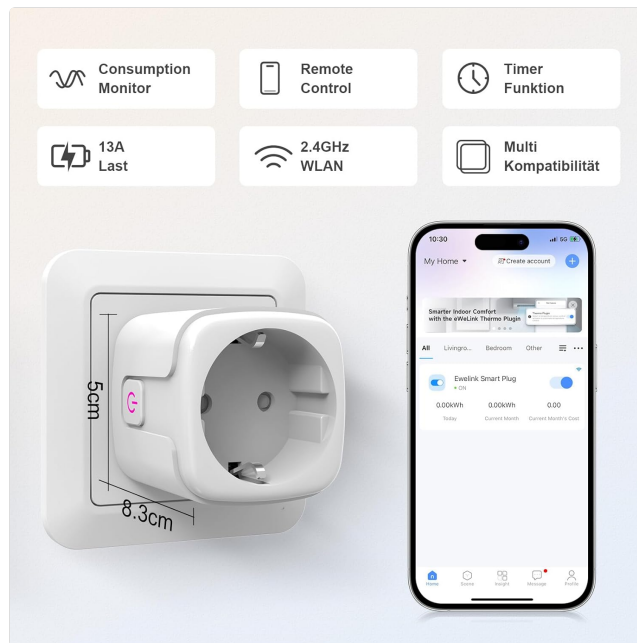 Consumption
Monitor
Remote
Control
Timer
Funktion
13A
Last
2.4GHz
WLAN
Multi
Kompatibilität
5cm
8.3cm
10:30
5G
My Home
Create account
Smarter Indoor Comfort
with the eWeLink Thermo Plugin
All
Livingro...
Bedroom
Other
Ewelink Smart Plug
ON
0.00kWh
0.00kWh
0.00
Today
Current Month
Current Month's Cost
Home
Scene
Insight
Message
Profile